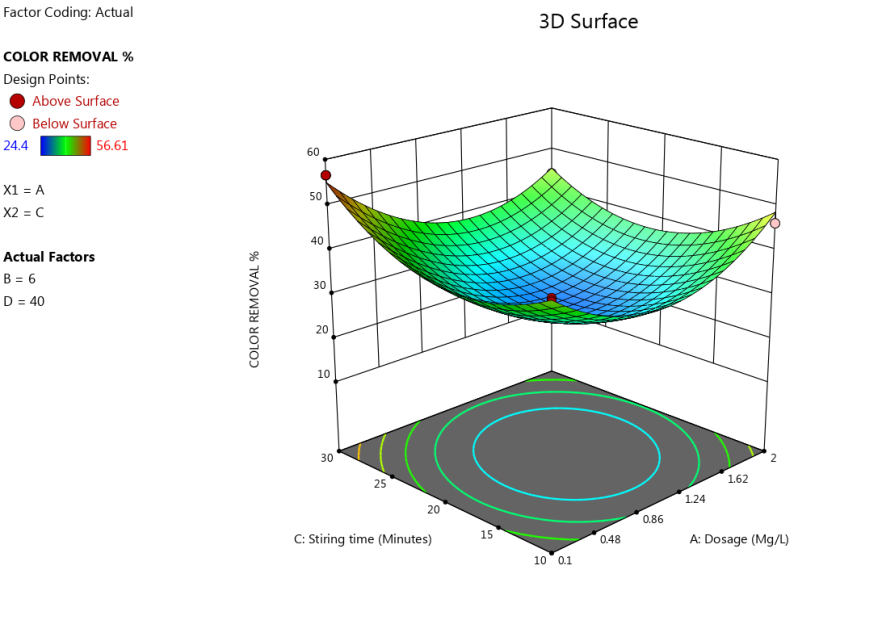 Factor Coding: Actual
3D Surface
COLOR REMOVAL %
Design Points:
Above Surface
Below Surface
24.4 56.61
X1 = A
X2 = C
Actual Factors
B = 6
D = 40
60
50
40
30
20
10
COLOR REMOVAL %
30
25
20
15
10
C: Stiring time (Minutes)
0.1
0.48
0.86
1.24
1.62
2
A: Dosage (Mg/L)